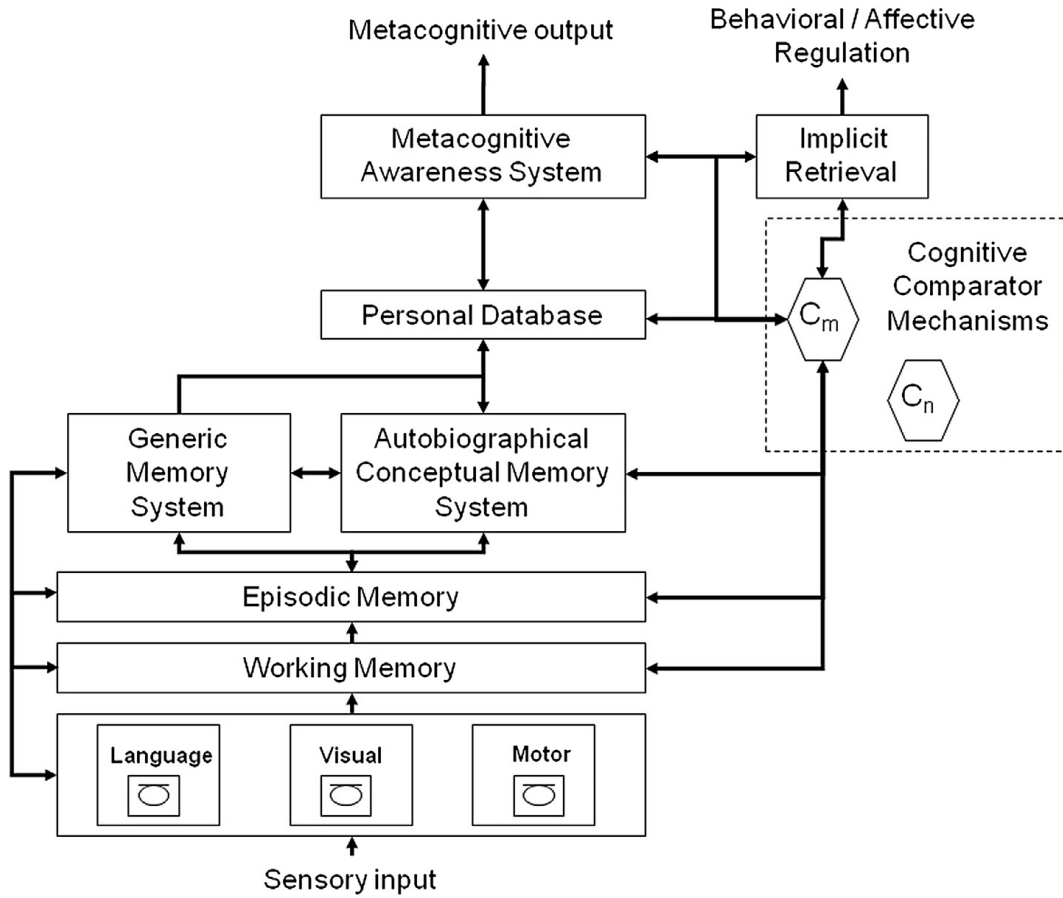 Metacognitive output
Behavioral / Affective
Regulation
Metacognitive
Awareness System
Implicit
Retrieval
Cognitive
Comparator
Mechanisms
Personal Database
Cm
Cn
Generic
Memory
System
Autobiographical
Conceptual Memory
System
Episodic Memory
Working Memory
Language
Visual
Motor
Sensory input